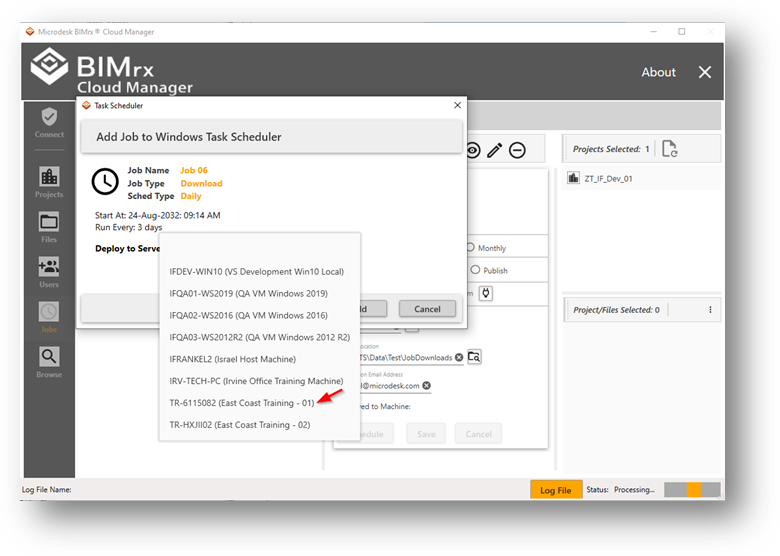 Microdesk BIMrx ® Cloud Manager
BIMrx
Cloud Manager
About
Connect
Projects
Files
Users
Jobs
Browse
Task Scheduler
Add Job to Windows Task Scheduler
Job Name Job 06
Job Type Download
Sched Type Daily
Start At: 24-Aug-2032: 09:14 AM
Run Every: 3 days
Deploy to Serve
IFDEV-WIN10 (VS Development Win10 Local)
IFQA01-WS2019 (QA VM Windows 2019)
IFQA02-WS2016 (QA VM Windows 2016)
IFQA03-WS2012R2 (QA VM Windows 2012 R2)
IFRANKEL2 (Israel Host Machine)
IRV-TECH-PC (Irvine Office Training Machine)
TR-6115082 (East Coast Training - 01)
TR-HXJII02 (East Coast Training - 02)
Cancel
Monthly
Publish
TS\Data\Test\JobDownloads
on Email Address
l@microdesk.com
ed to Machine:
edule Save Cancel
Projects Selected: 1
ZT_IF_Dev_01
Project/Files Selected: 0
Log File Name:
Log File
Status: Processing...